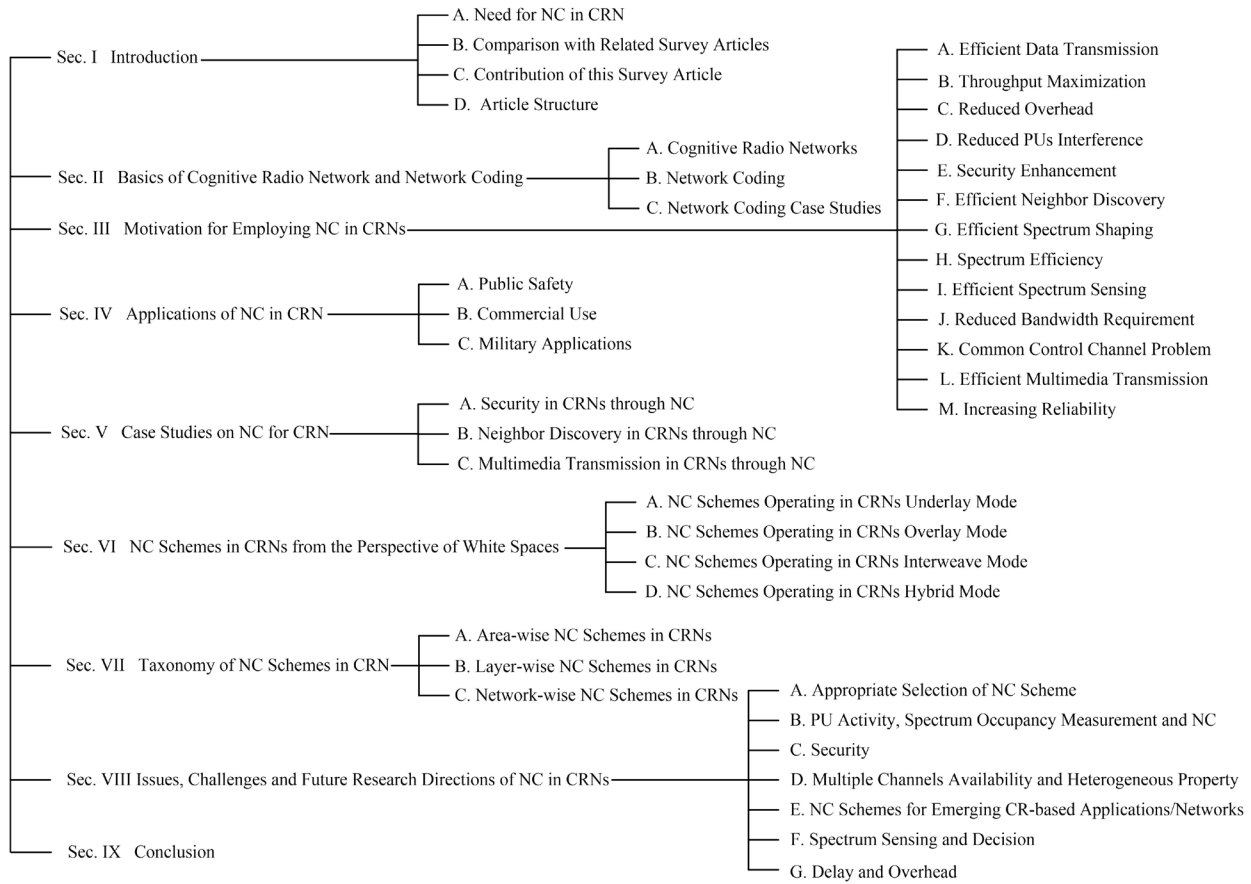 Sec. I Introduction
A. Need for NC in CRN
B. Comparison with Related Survey Articles
C. Contribution of this Survey Article
D. Article Structure
Sec. II Basics of Cognitive Radio Network and Network Coding
A. Cognitive Radio Networks
B. Network Coding
C. Network Coding Case Studies
Sec. III Motivation for Employing NC in CRNs
A. Efficient Data Transmission
B. Throughput Maximization
C. Reduced Overhead
D. Reduced PUs Interference
E. Security Enhancement
F. Efficient Neighbor Discovery
G. Efficient Spectrum Shaping
H. Spectrum Efficiency
I. Efficient Spectrum Sensing
J. Reduced Bandwidth Requirement
K. Common Control Channel Problem
L. Efficient Multimedia Transmission
M. Increasing Reliability
Sec. IV Applications of NC in CRN
A. Public Safety
B. Commercial Use
C. Military Applications
Sec. V Case Studies on NC for CRN
A. Security in CRNs through NC
B. Neighbor Discovery in CRNs through NC
C. Multimedia Transmission in CRNs through NC
Sec. VI NC Schemes in CRNs from the Perspective of White Spaces
A. NC Schemes Operating in CRNs Underlay Mode
B. NC Schemes Operating in CRNs Overlay Mode
C. NC Schemes Operating in CRNs Interweave Mode
D. NC Schemes Operating in CRNs Hybrid Mode
Sec. VII Taxonomy of NC Schemes in CRN
A. Area-wise NC Schemes in CRNs
B. Layer-wise NC Schemes in CRNs
C. Network-wise NC Schemes in CRNs
Sec. VIII Issues, Challenges and Future Research Directions of NC in CRNs
A. Appropriate Selection of NC Scheme
B. PU Activity, Spectrum Occupancy Measurement and NC
C. Security
D. Multiple Channels Availability and Heterogeneous Property
E. NC Schemes for Emerging CR-based Applications/Networks
F. Spectrum Sensing and Decision
G. Delay and Overhead
Sec. IX Conclusion